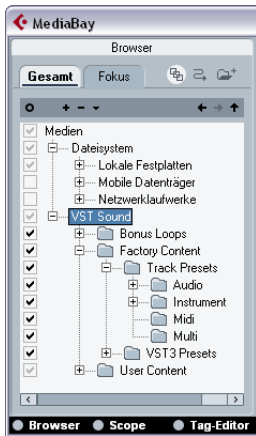 MediaBay
Browser
Gesamt Fokus
Medien
Dateisystem
Lokale Festplatten
Mobile Datenträger
Netzwerklaufwerke
VST Sound
Bonus Loops
Factory Content
Track Presets
Audio
Instrument
Midi
Multi
VST3 Presets
User Content
Browser Scope Tag-Editor